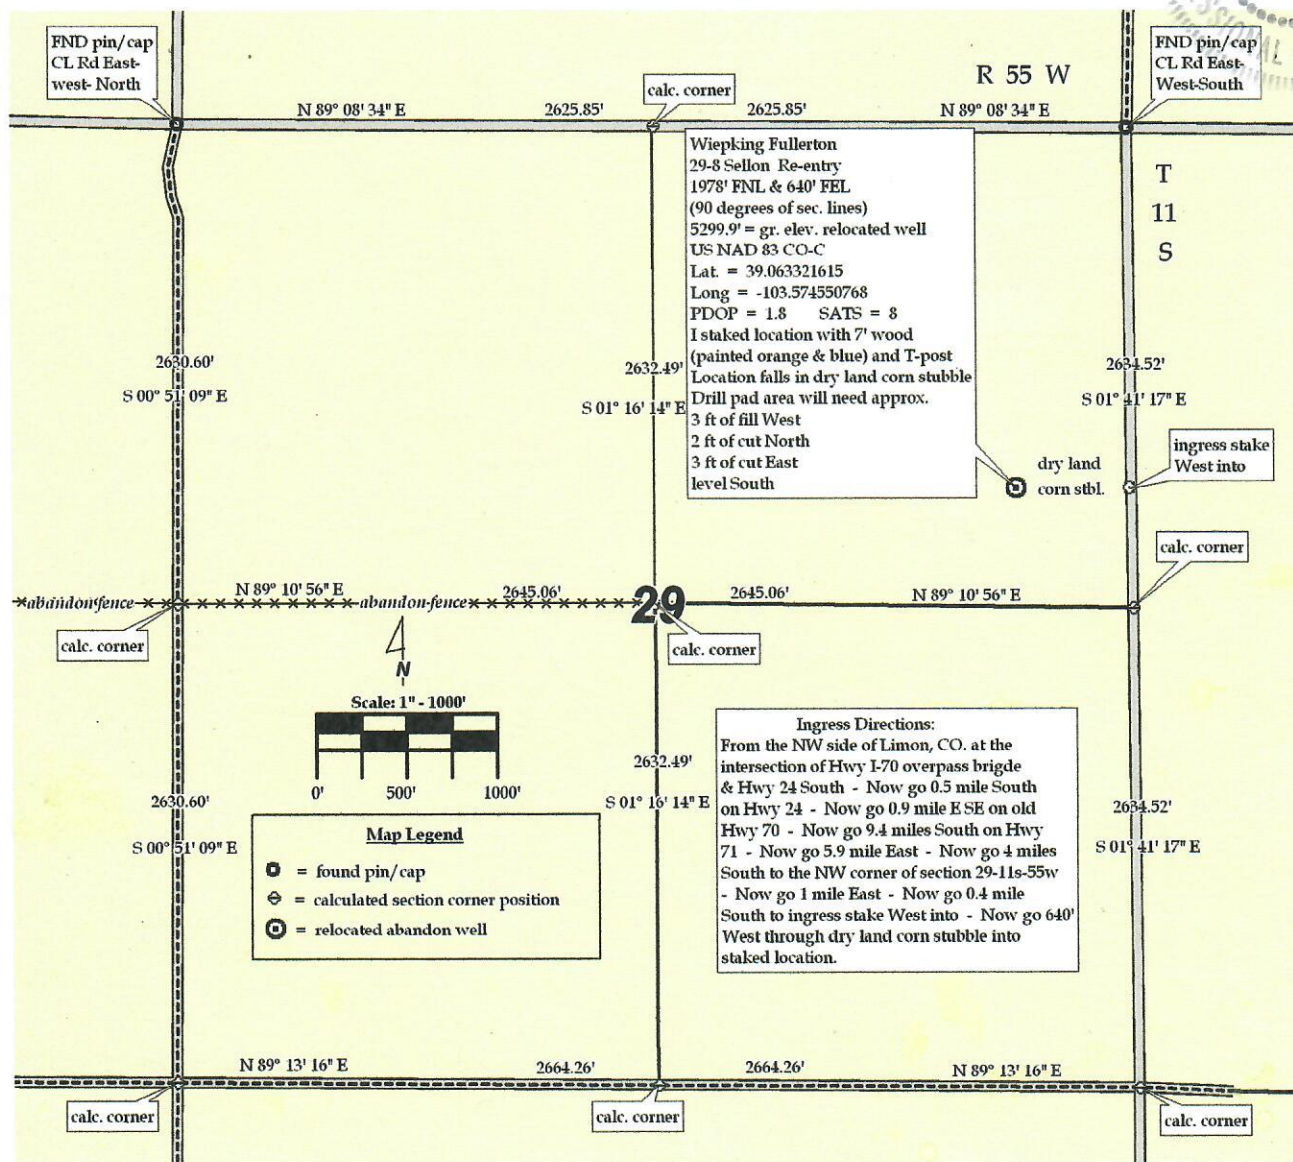 FND pin/cap
CL Rd East-
west- North
SSIONAL
FND pin/cap
CL Rd East-
West-South
R 55 W
calc. corner
N 89° 08' 34" E
2625.85'
2625.85'
N 89° 08' 34" E
T
11
S
Wiepking Fullerton
29-8 Sellon Re-entry
1978' FNL & 640' FEL
(90 degrees of sec. lines)
5299.9' = gr. elev. relocated well
US NAD 83 CO-C
Lat. = 39.063321615
Long = -103.574550768
PDOP = 1.8 SATS = 8
I staked location with 7' wood
(painted orange & blue) and T-post
Location falls in dry land corn stubble
Drill pad area will need approx.
3 ft of fill West
2 ft of cut North
3 ft of cut East
level South
2630.60'
S 00° 51' 09" E
2632.49'
S 01° 16' 14" E
2634.52'
S 01° 41' 17" E
dry land
corn stbl.
ingress stake
West into
calc. corner
abandon fence
N 89° 10' 56" E
abandon fence
2645.06'
29
2645.06'
N 89° 10' 56" E
calc. corner
calc. corner
N
Scale: 1" - 1000'
0' 500' 1000'
2630.60'
S 00° 51' 09" E
2632.49'
S 01° 16' 14" E
2634.52'
S 01° 41' 17" E
Map Legend
= found pin/cap
= calculated section corner position
= relocated abandon well
Ingress Directions:
From the NW side of Limon, CO. at the
intersection of Hwy I-70 overpass brigde
& Hwy 24 South - Now go 0.5 mile South
on Hwy 24 - Now go 0.9 mile E SE on old
Hwy 70 - Now go 9.4 miles South on Hwy
71 - Now go 5.9 mile East - Now go 4 miles
South to the NW corner of section 29-11s-55w
- Now go 1 mile East - Now go 0.4 mile
South to ingress stake West into - Now go 640'
West through dry land corn stubble into
staked location.
N 89° 13' 16" E
2664.26'
2664.26'
N 89° 13' 16" E
calc. corner
calc. corner
calc. corner